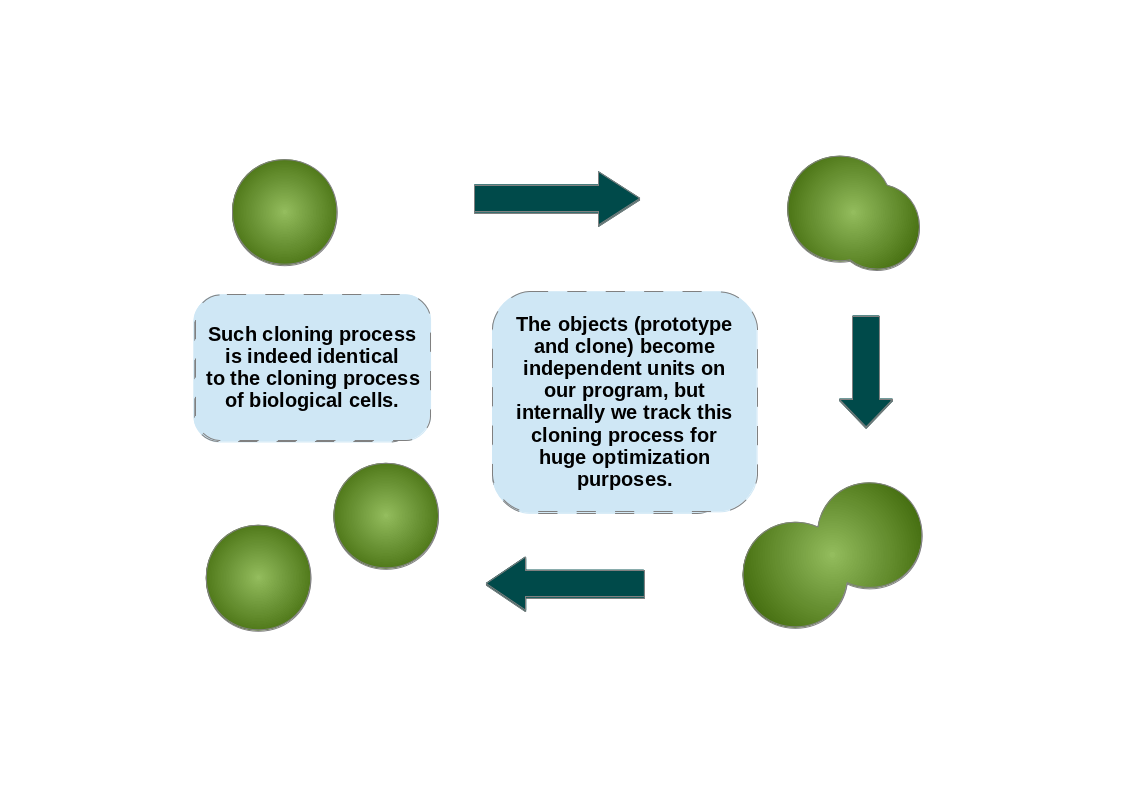 Such cloning process
is indeed identical
to the cloning process
of biological cells.
The objects (prototype
and clone) become
independent units on
our program, but
internally we track this
cloning process for
huge optimization
purposes.